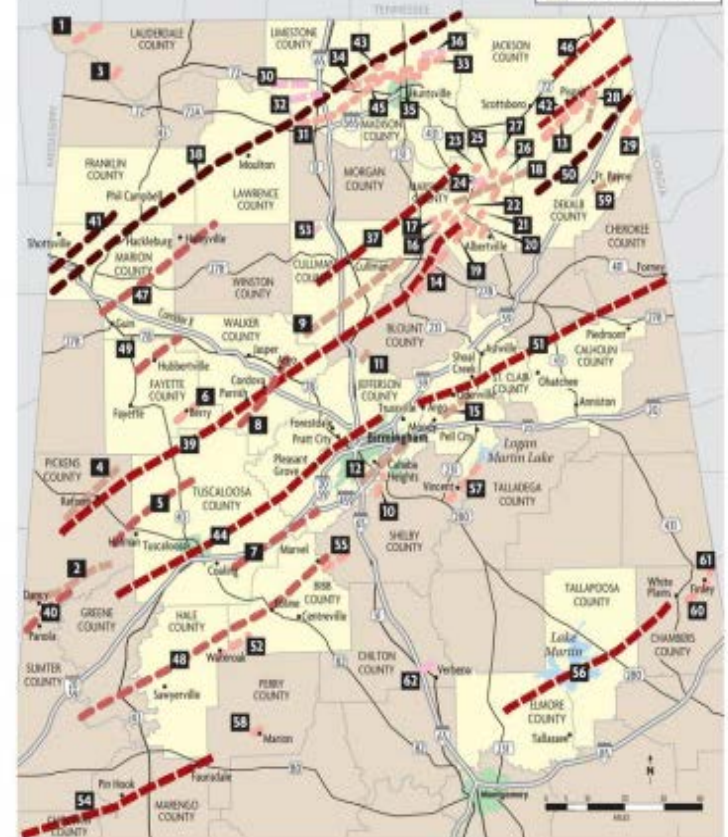 TENNESSEE
1
LAUDERDALE
COUNTY
LIMESTONE
COUNTY
43
34
36
33
JACKSON
COUNTY
46
3
30
32
31
45
35
Huntsville
MADISON
COUNTY
Scottsboro
42
28
27
13
29
23
25
26
24
18
50
MISSISSIPPI
GEORGIA
FRANKLIN
COUNTY
38
Moulton
MORGAN
COUNTY
LAWRENCE
COUNTY
Phil Campbell
DEKALB
COUNTY
59
CHEROKEE
COUNTY
41
Hackleburg
Haleyville
53
37
17
16
22
21
20
19
Albertville
14
MARION
COUNTY
47
WINSTON
COUNTY
CULLMAN
COUNTY
Cullman
9
BLOUNT
COUNTY
Piedmont
CALHOUN
COUNTY
Corridor X
Guin
WALKER
COUNTY
Jasper
49
Hubbertville
FAYETTE
COUNTY
Fayette
6
Berry
Cordova
Parrish
8
11
JEFFERSON
COUNTY
Shoal
Creek
Ashville
51
ST. CLAIR
COUNTY
Ohatchee
Anniston
Trussville
Argo
15
Moody
Pell City
Forestdale
Pratt City
Birmingham
Pleasant
Grove
12
Cahaba
Heights
Logan
Martin Lake
39
PICKENS
COUNTY
4
5
TUSCALOOSA
COUNTY
10
SHELBY
COUNTY
Vincent
57
TALLADEGA
COUNTY
44
Tuscaloosa
Coaling
7
Marvel
55
BIBB
COUNTY
Centreville
2
40
Panola
GREENE
COUNTY
HALE
COUNTY
SUMTER
COUNTY
48
52
Sawyerville
PERRY
COUNTY
58
Marion
CHILTON
COUNTY
62
Verbena
TALLAPOOSA
COUNTY
Lake
Martin
56
White
Plains
61
Finley
60
CHAMBERS
COUNTY
ELMORE
COUNTY
Tallassee
Montgomery
Pin Hook
Faunsdale
54
MARENGO
COUNTY
N
MILES